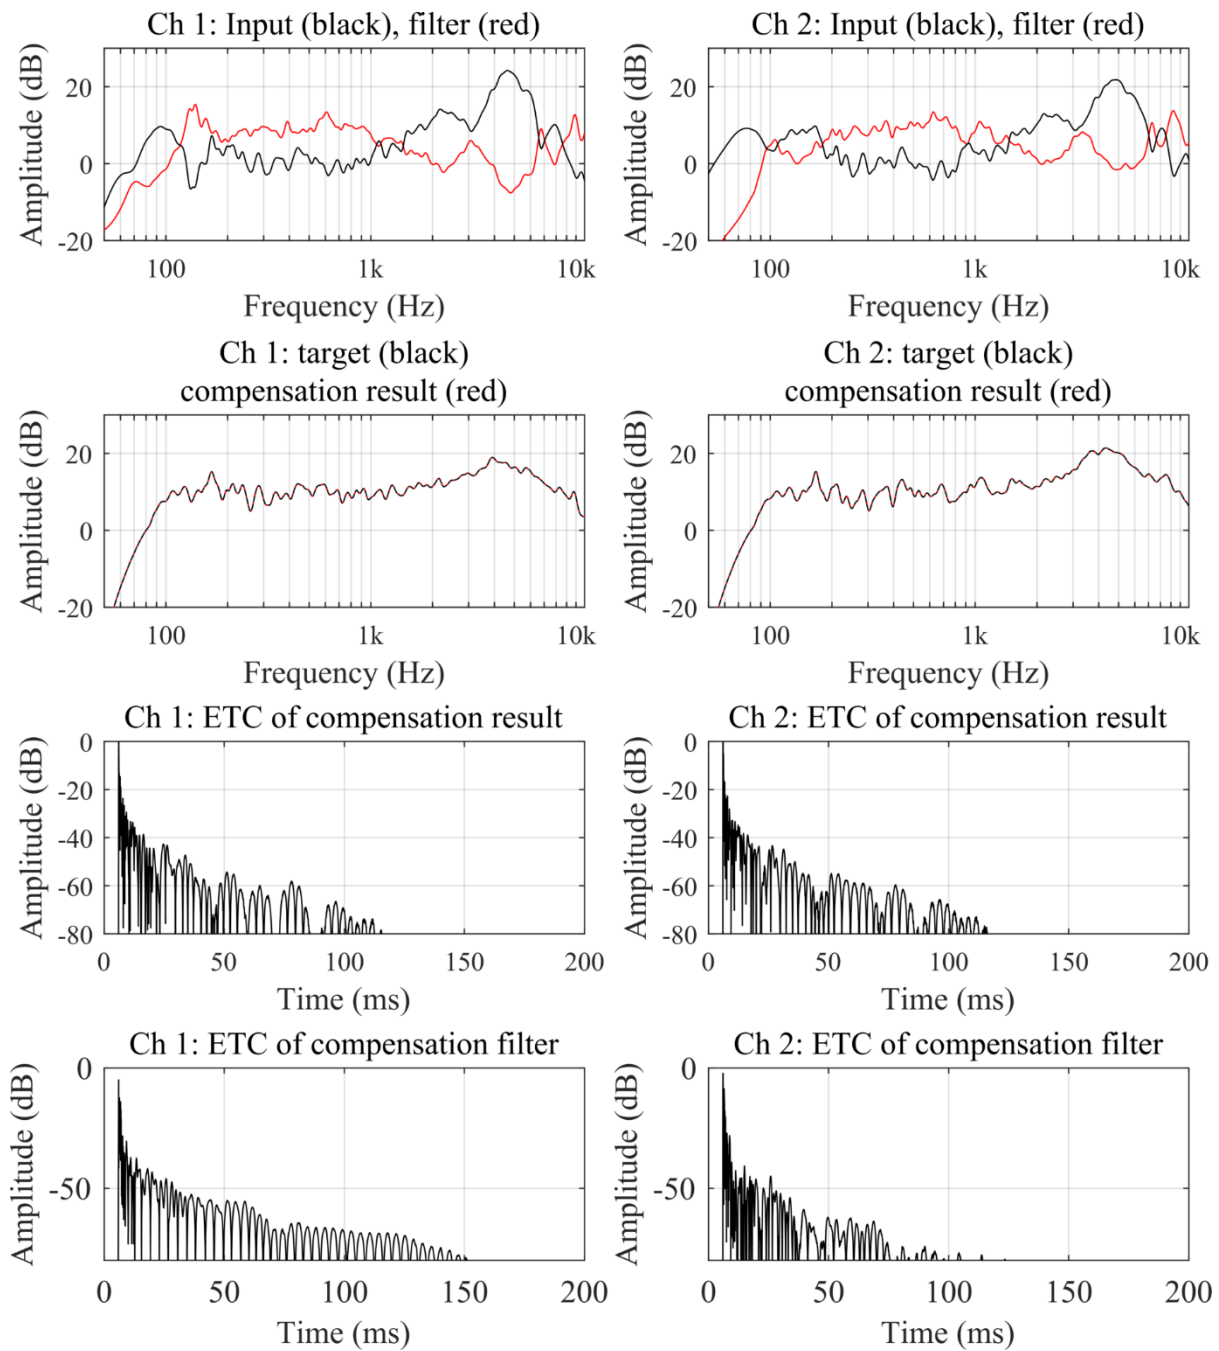 Ch 1: Input (black), filter (red)
Amplitude (dB)
20
0
-20
100
1k
10k
Frequency (Hz)
Ch 2: Input (black), filter (red)
Amplitude (dB)
20
0
-20
100
1k
10k
Frequency (Hz)
Ch 1: target (black)
compensation result (red)
Amplitude (dB)
20
0
-20
100
1k
10k
Frequency (Hz)
Ch 2: target (black)
compensation result (red)
Amplitude (dB)
20
0
-20
100
1k
10k
Frequency (Hz)
Ch 1: ETC of compensation result
Amplitude (dB)
0
-20
-40
-60
-80
0
50
100
150
200
Time (ms)
Ch 2: ETC of compensation result
Amplitude (dB)
0
-20
-40
-60
-80
0
50
100
150
200
Time (ms)
Ch 1: ETC of compensation filter
Amplitude (dB)
0
-50
0
50
100
150
200
Time (ms)
Ch 2: ETC of compensation filter
Amplitude (dB)
0
-50
0
50
100
150
200
Time (ms)